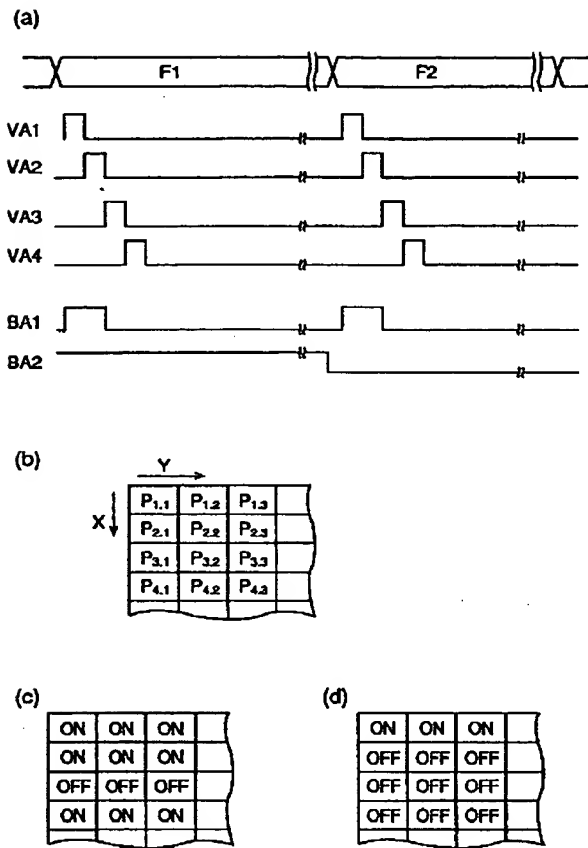 (a)
F1 F2
VA1
VA2
VA3
VA4
BA1
BA2
(b)
Y
X
P1.1 P1.2 P1.3
P2.1 P2.2 P2.3
P3.1 P3.2 P3.3
P4.1 P4.2 P4.3
(c) (d)
ON ON ON ON ON ON
ON ON ON OFF OFF OFF
OFF OFF OFF OFF OFF OFF
ON ON ON OFF OFF OFF